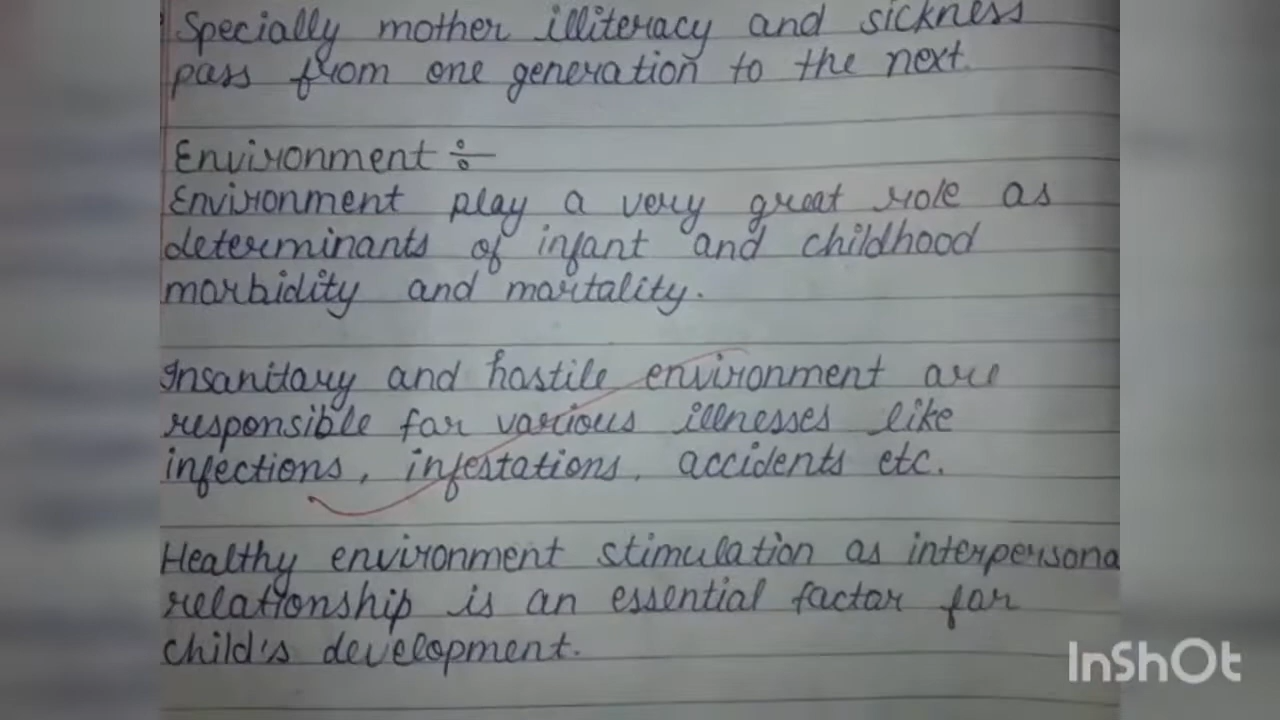 Specially mother illiteracy and sickness
pass from one generation to the next.
Environment :-
Environment play a very great role as
determinants of infant and childhood
morbidity and mortality.
Insanitary and hostile environment are
responsible for various illnesses like
infections, infestations, accidents etc.
Healthy environment stimulation as interpersona
relationship is an essential factor for
child's development.
InShOt